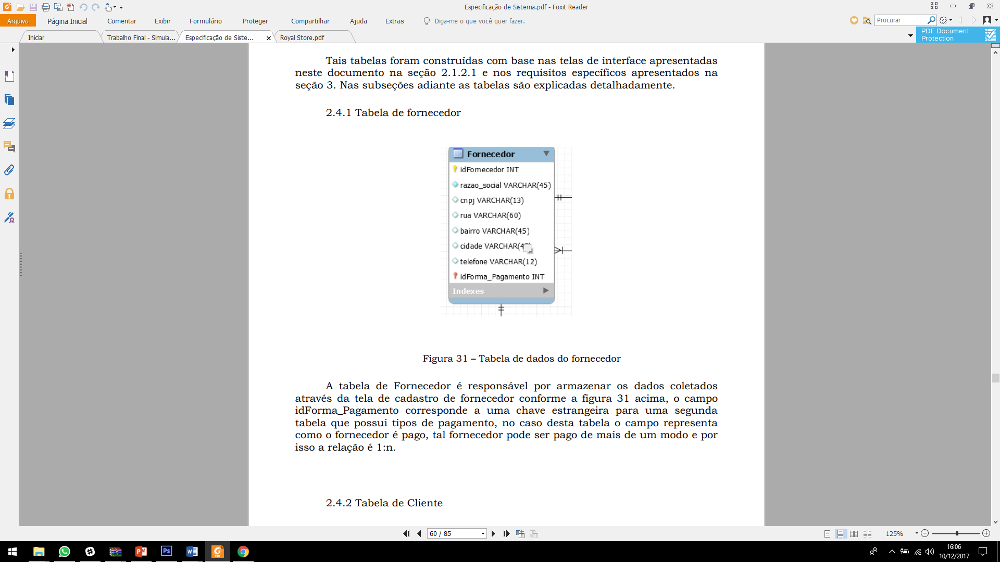 Especificação de Sistema.pdf - Foxit Reader
Arquivo Página Inicial Comentar Exibir Formulário Proteger Compartilhar Ajuda Extras Diga-me o que você quer fazer. Procurar
Iniciar Trabalho Final - Simula... Especificação de Siste... Royal Store.pdf
PDF Document
Protection
Tais tabelas foram construídas com base nas telas de interface apresentadas
neste documento na seção 2.1.2.1 e nos requisitos específicos apresentados na
seção 3. Nas subseções adiante as tabelas são explicadas detalhadamente.
2.4.1 Tabela de fornecedor
Fornecedor
idFornecedor INT
razao_social VARCHAR(45)
cnpj VARCHAR(13)
rua VARCHAR(60)
bairro VARCHAR(45)
cidade
telefone VARCHAR(12)
idForma_Pagamento INT
Indexes
Figura 31 – Tabela de dados do fornecedor
A tabela de Fornecedor é responsável por armazenar os dados coletados
através da tela de cadastro de fornecedor conforme a figura 31 acima, o campo
idForma_Pagamento corresponde a uma chave estrangeira para uma segunda
tabela que possui tipos de pagamento, no caso desta tabela o campo representa
como o fornecedor é pago, tal fornecedor pode ser pago de mais de um modo e por
isso a relação é 1:n.
2.4.2 Tabela de Cliente
60 / 85
125%
16:06
10/12/2017